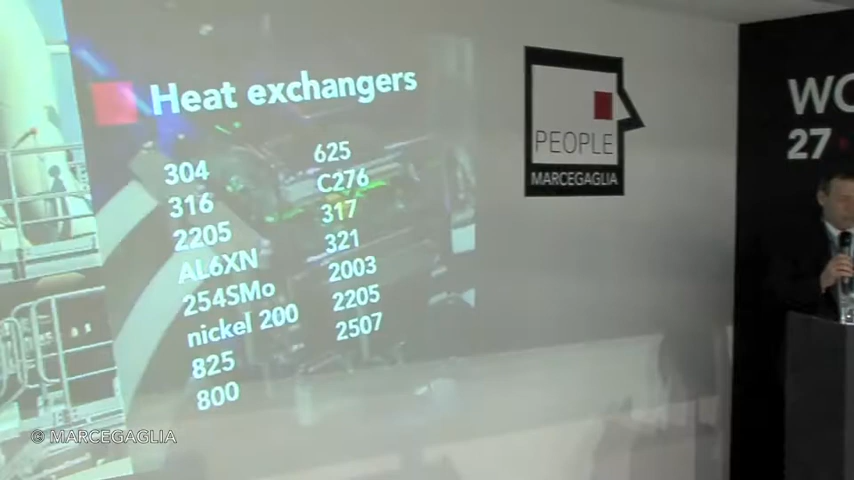 Heat exchangers
304
316
2205
AL6XN
254SMo
nickel 200
825
800
625
C276
317
321
2003
2205
2507
PEOPLE
MARCEGAGLIA
WO
27
© MARCEGAGLIA